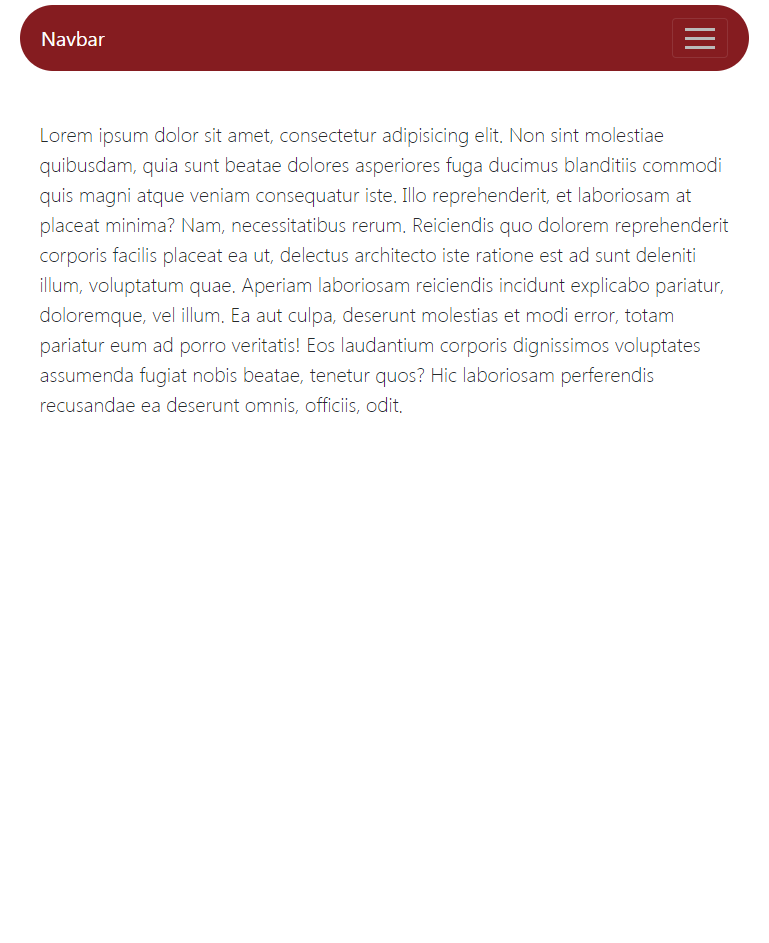 Navbar
Lorem ipsum dolor sit amet, consectetur adipisicing elit. Non sint molestiae
quibusdam, quia sunt beatae dolores asperiores fuga ducimus blanditiis commodi
quis magni atque veniam consequatur iste. Illo reprehenderit, et laboriosam at
placeat minima? Nam, necessitatibus rerum. Reiciendis quo dolorem reprehenderit
corporis facilis placeat ea ut, delectus architecto iste ratione est ad sunt deleniti
illum, voluptatum quae. Aperiam laboriosam reiciendis incidunt explicabo pariatur,
doloremque, vel illum. Ea aut culpa, deserunt molestias et modi error, totam
pariatur eum ad porro veritatis! Eos laudantium corporis dignissimos voluptates
assumenda fugiat nobis beatae, tenetur quos? Hic laboriosam perferendis
recusandae ea deserunt omnis, officiis, odit.